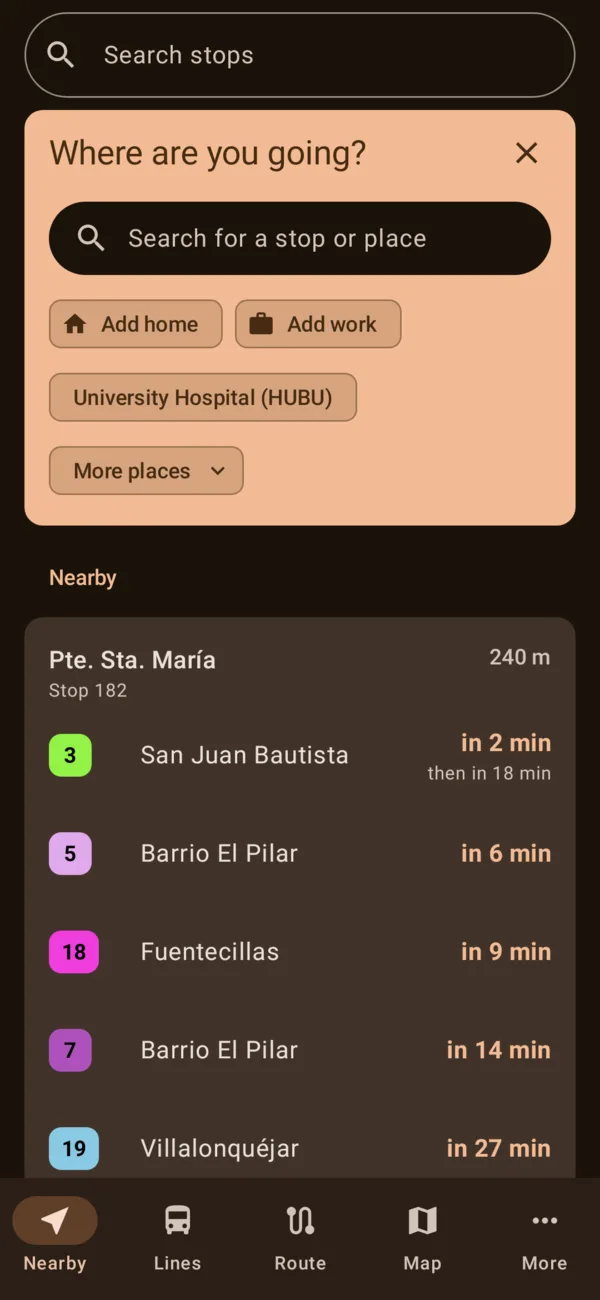 Search stops
Where are you going?
Search for a stop or place
Add home
Add work
University Hospital (HUBU)
More places
Nearby
Pte. Sta. María
240 m
Stop 182
3 San Juan Bautista in 2 min
then in 18 min
5 Barrio El Pilar in 6 min
18 Fuentecillas in 9 min
7 Barrio El Pilar in 14 min
19 Villalonquéjar in 27 min
Nearby Lines Route Map More